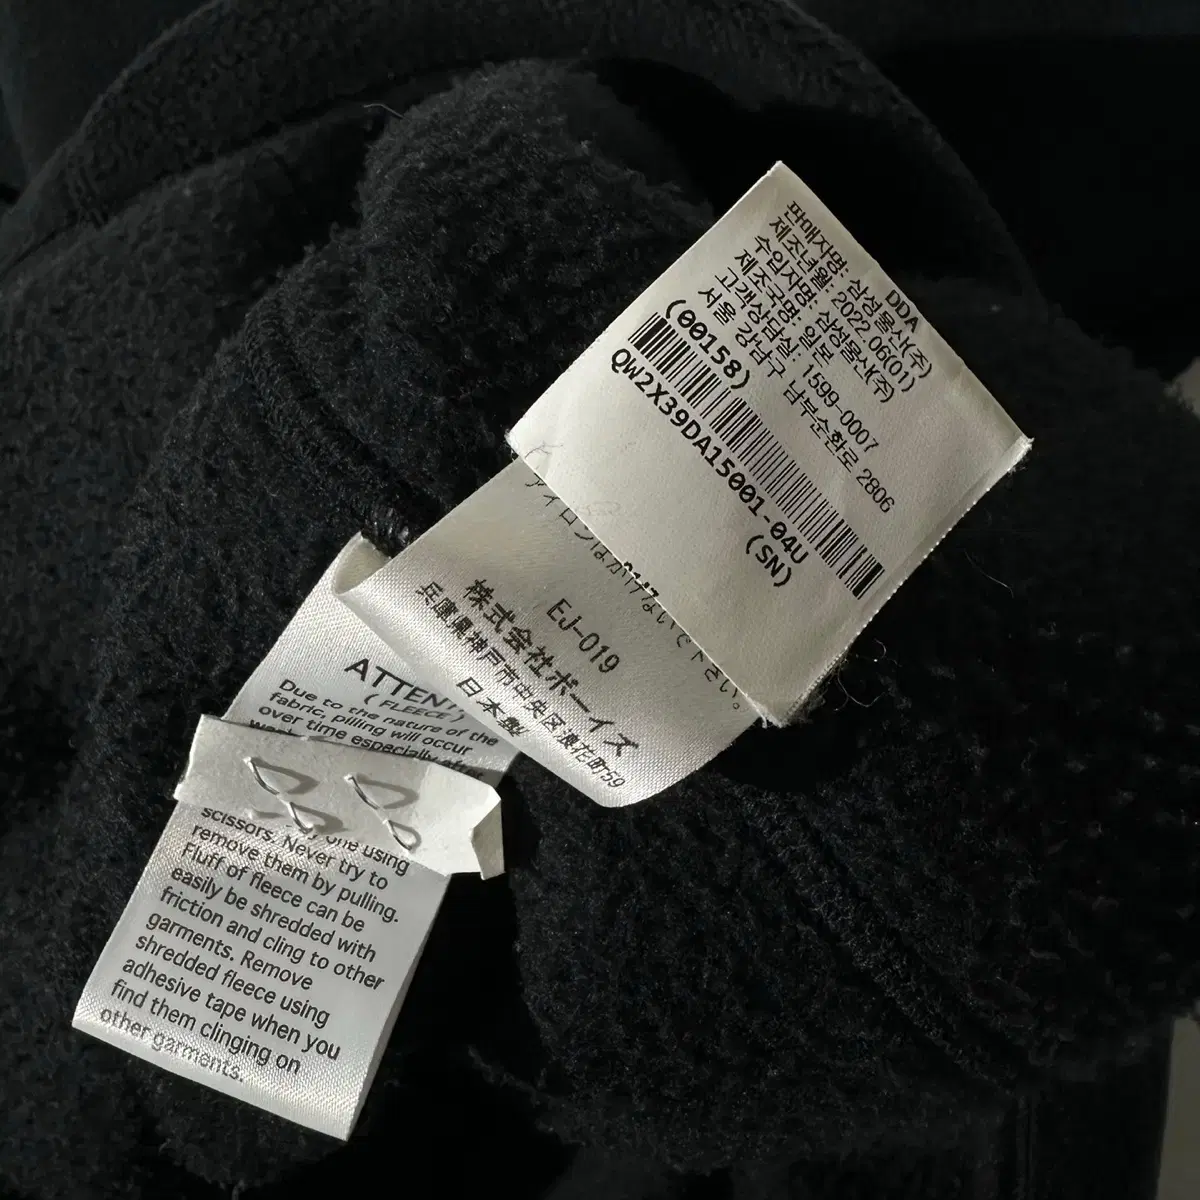 DDA
판매자명: 삼성물산(주)
제조년월: 2022.06(01)
수입자명: 삼성물산(주)
제조국명: 일본
고객상담실: 1599-0007
서울 강남구 남부순환로 2806
(00158)
QW2X39DA15001-04U
(SN)
アイロンはかけないで下さい。
EJ-019
株式会社ボーイズ
兵庫県神戸市中央区浪花町59
日本製
(FLEECE)
Due to the nature of the
fabric, pilling will occur
over time especially
one using
scissors. Never try to
remove them by pulling.
Fluff of fleece can be
easily be shredded with
friction and cling to other
garments. Remove
shredded fleece using
adhesive tape when you
find them clinging on
other garments.